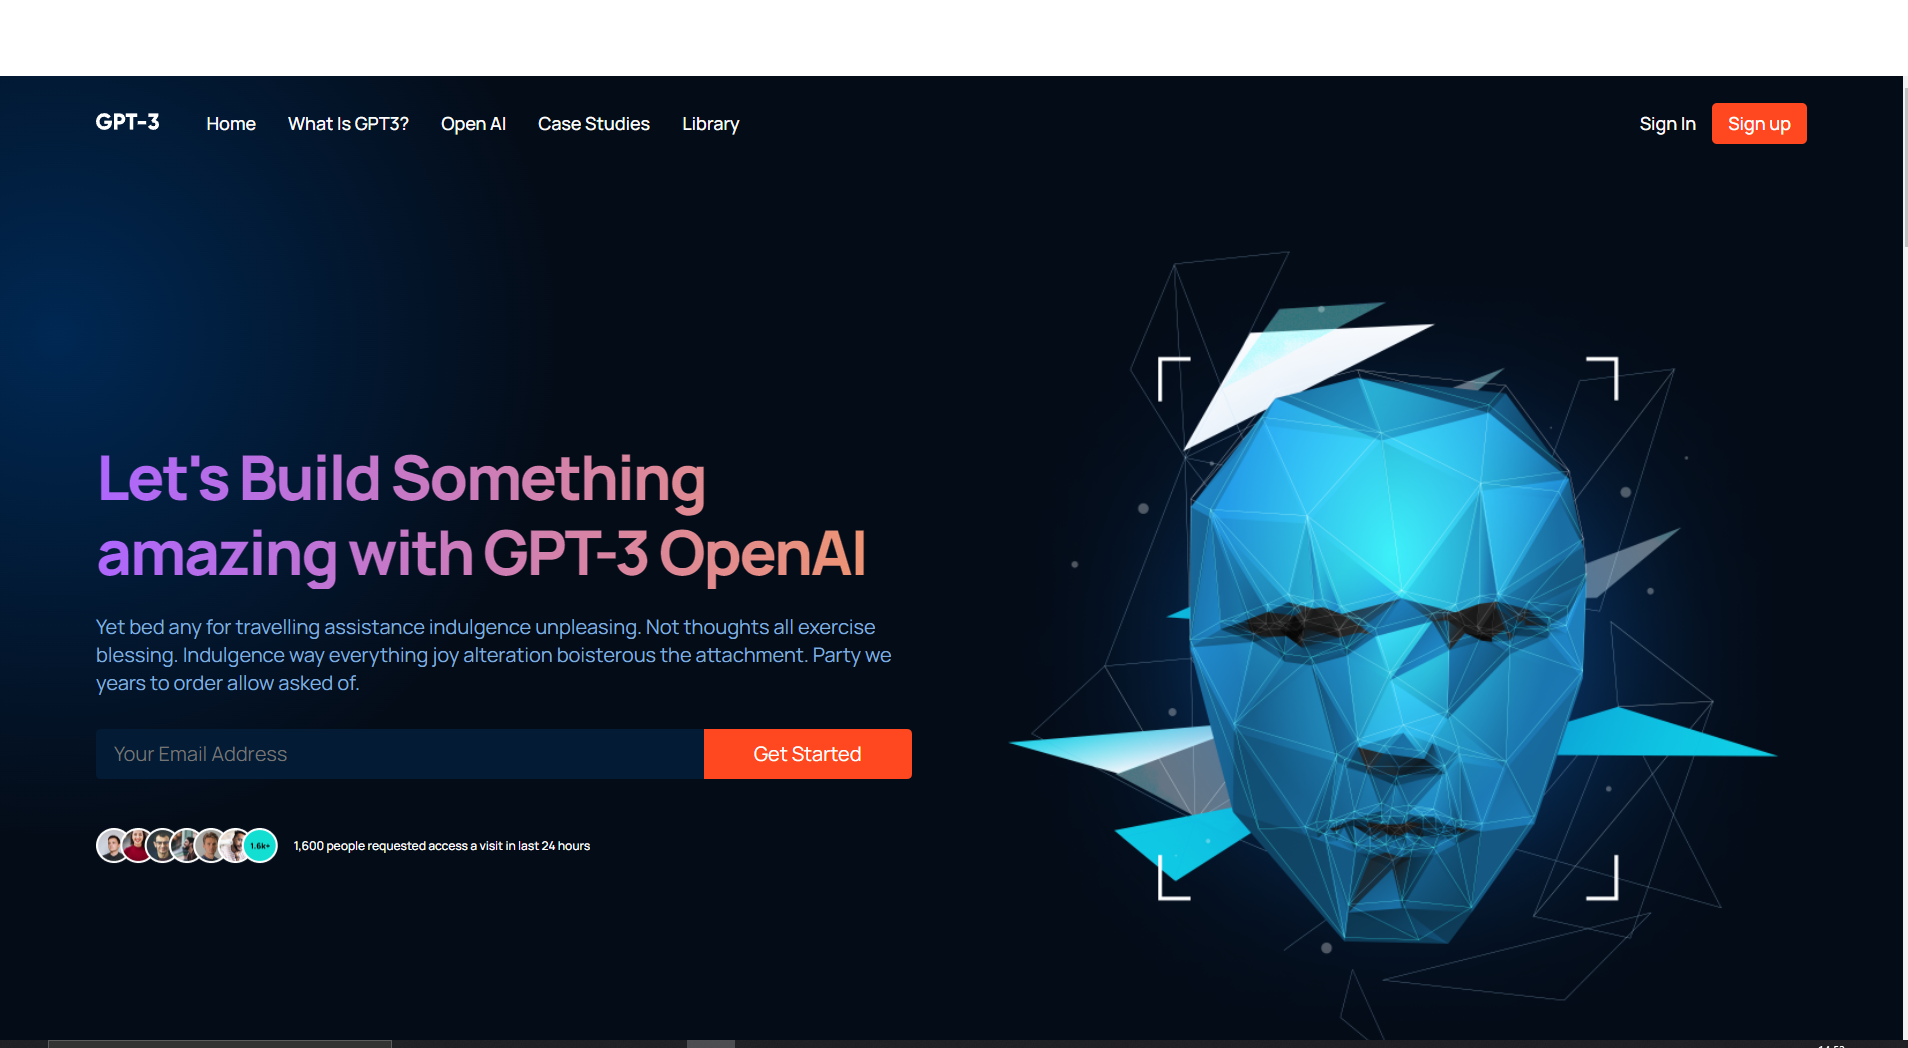 GPT-3 Home What Is GPT3? Open AI Case Studies Library Sign In Sign up
Let's Build Something
amazing with GPT-3 OpenAI
Yet bed any for travelling assistance indulgence unpleasing. Not thoughts all exercise
blessing. Indulgence way everything joy alteration boisterous the attachment. Party we
years to order allow asked of.
Your Email Address Get Started
1.6k+ 1,600 people requested access a visit in last 24 hours